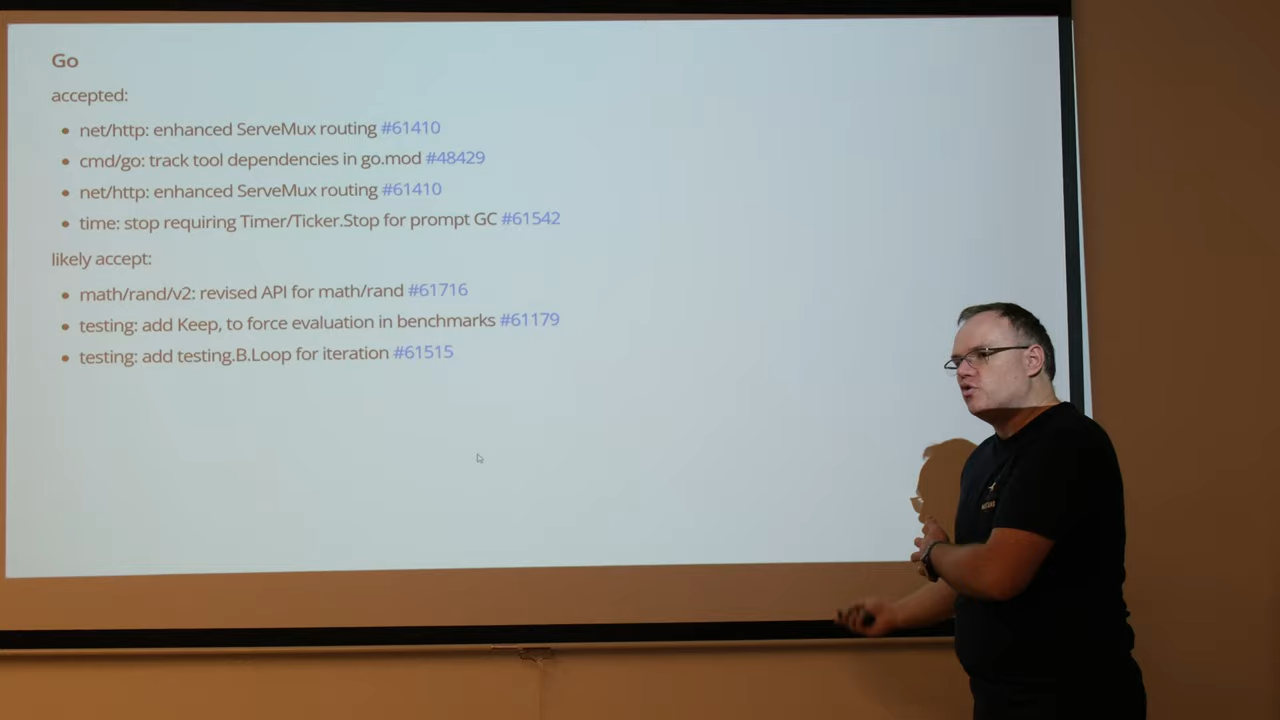 Go
accepted:
• net/http: enhanced ServeMux routing #61410
• cmd/go: track tool dependencies in go.mod #48429
• net/http: enhanced ServeMux routing #61410
• time: stop requiring Timer/Ticker.Stop for prompt GC #61542
likely accept:
• math/rand/v2: revised API for math/rand #61716
• testing: add Keep, to force evaluation in benchmarks #61179
• testing: add testing.B.Loop for iteration #61515